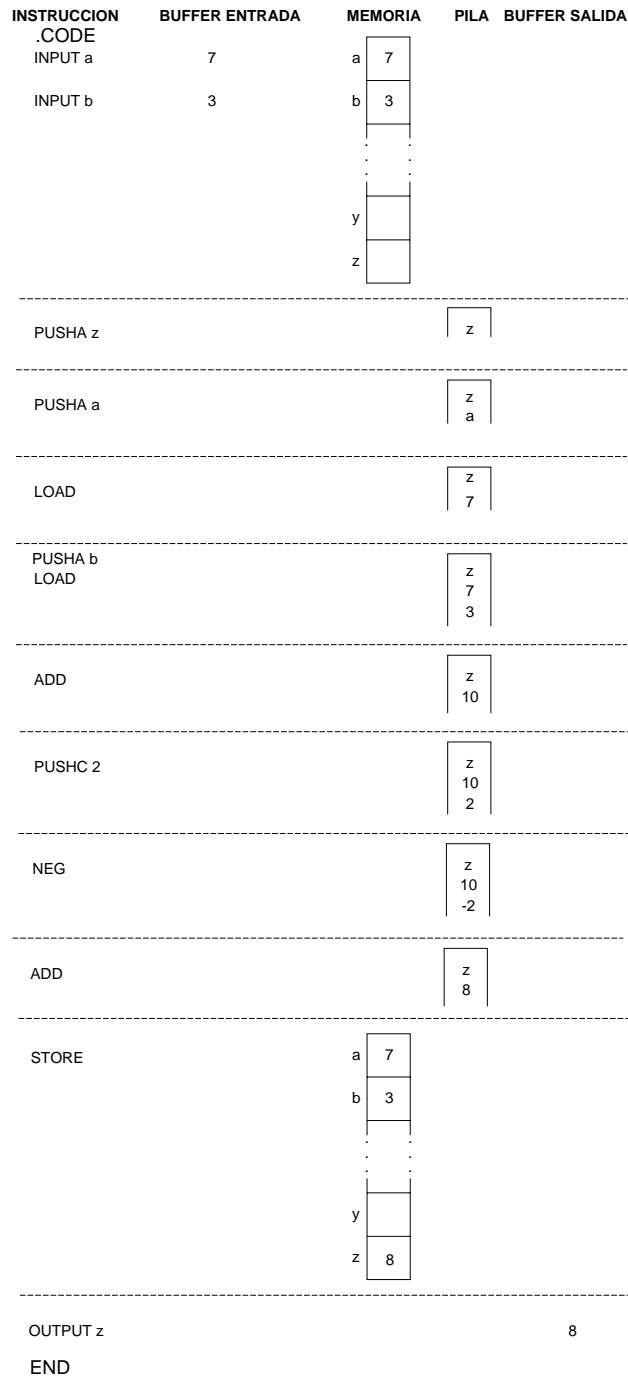 INSTRUCCION BUFFER ENTRADA MEMORIA PILA BUFFER SALIDA
.CODE
INPUT a 7 a 7
INPUT b 3 b 3
. .
. .
. .
y
z
PUSHA z z
PUSHA a z
a
LOAD z
7
PUSHA b
LOAD z
7
3
ADD z
10
PUSHC 2 z
10
2
NEG z
10
-2
ADD z
8
STORE a 7
b 3
. .
. .
. .
y
z 8
OUTPUT z 8
END